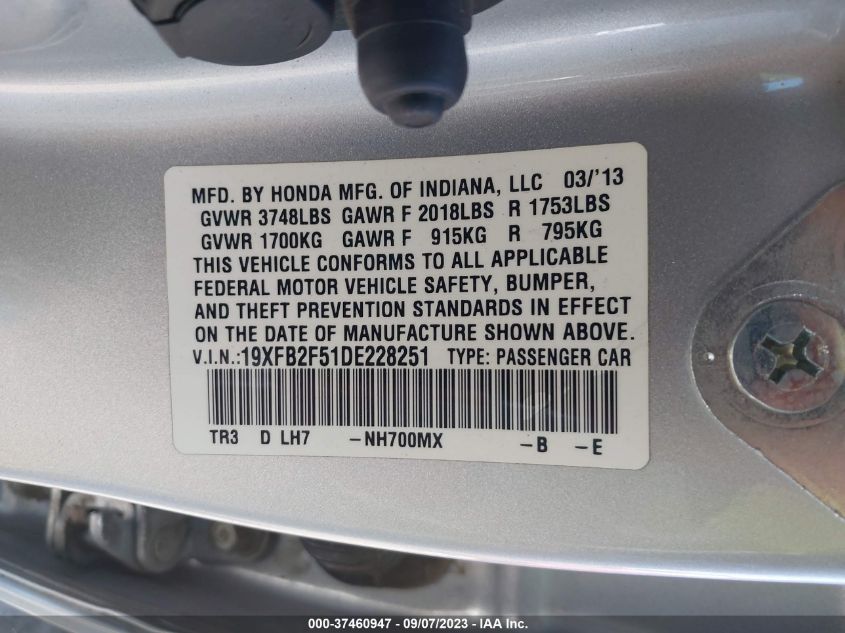 MFD. BY HONDA MFG. OF INDIANA, LLC 03/'13
GVWR 3748LBS GAWR F 2018LBS R 1753LBS
GVWR 1700KG GAWR F 915KG R 795KG
THIS VEHICLE CONFORMS TO ALL APPLICABLE
FEDERAL MOTOR VEHICLE SAFETY, BUMPER,
AND THEFT PREVENTION STANDARDS IN EFFECT
ON THE DATE OF MANUFACTURE SHOWN ABOVE.
V.I.N.:19XFB2F51DE228251 TYPE: PASSENGER CAR
TR3 D LH7 –NH700MX –B –E
000-37460947 - 09/07/2023 - IAA Inc.